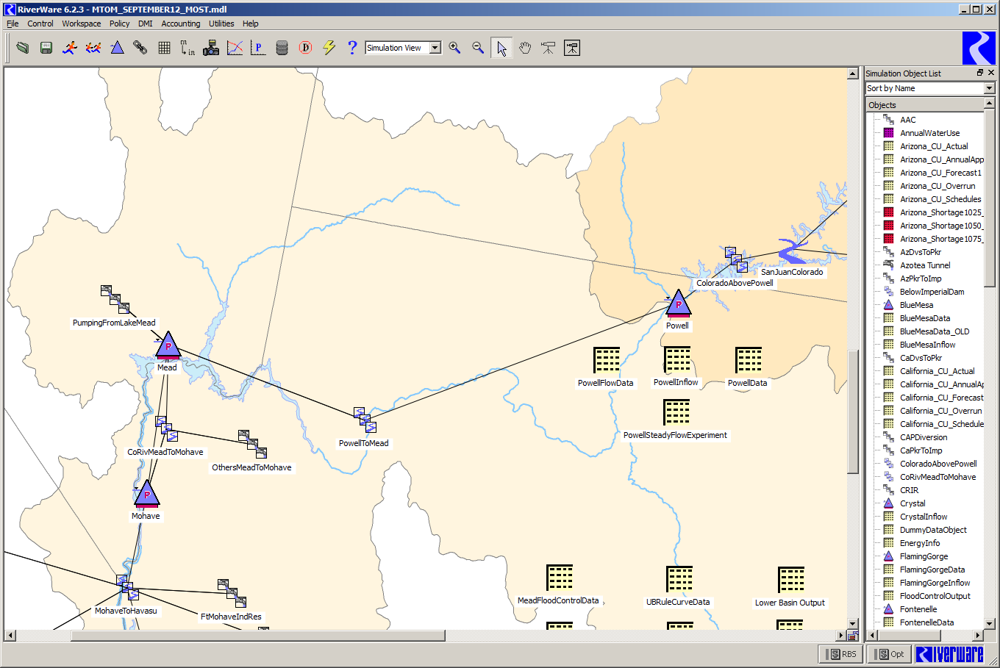 RiverWare 6.2.3 - MTOM_SEPTEMBER12_MOST.mdl
File Control Workspace Policy DMI Accounting Utilities Help
in P D ? Simulation View
Simulation Object List
Sort by Name
Objects
AAC
AnnualWaterUse
Arizona_CU_Actual
Arizona_CU_AnnualApp
Arizona_CU_Forecast1
Arizona_CU_Overrun
Arizona_CU_Schedules
Arizona_Shortage1025_
Arizona_Shortage1050_
Arizona_Shortage1075_
AzDvsToPkr
Azotea Tunnel
AzPkrToImp
BelowImperialDam
BlueMesa
BlueMesaData
BlueMesaData_OLD
BlueMesaInflow
CaDvsToPkr
California_CU_Actual
California_CU_AnnualAp
California_CU_Forecast
California_CU_Overrun
California_CU_Schedule
CAPDiversion
CaPkrToImp
ColoradoAbovePowell
CoRivMeadToMohave
CRIR
Crystal
CrystalInflow
DummyDataObject
EnergyInfo
FlamingGorge
FlamingGorgeData
FlamingGorgeInflow
FloodControlOutput
Fontenelle
FontenelleData
SanJuanColorado
ColoradoAbovePowell
P
Powell
PumpingFromLakeMead
P
Mead
PowellFlowData
PowellInflow
PowellData
PowellSteadyFlowExperiment
PowellToMead
CoRivMeadToMohave
OthersMeadToMohave
P
Mohave
MohaveToHavasu
FtMohaveIndRes
MeadFloodControlData
UBRuleCurveData
Lower Basin Output
S RBS
S Opt
Riverware